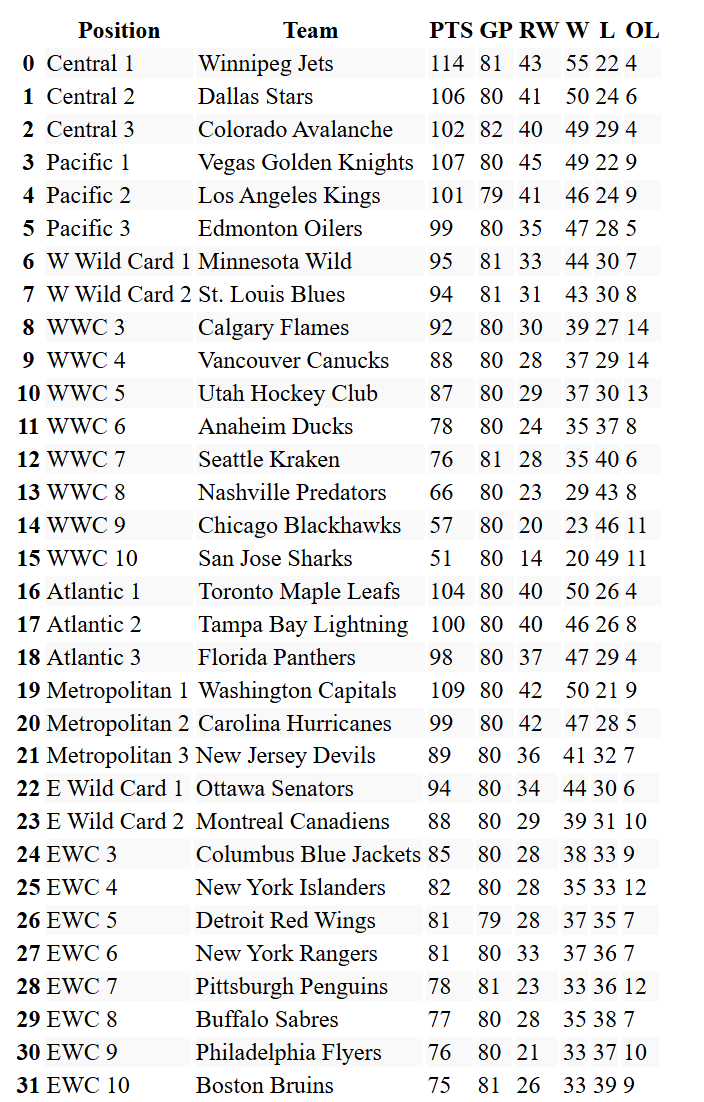 Position Team PTS GP RW W L OL
0 Central 1 Winnipeg Jets 114 81 43 55 22 4
1 Central 2 Dallas Stars 106 80 41 50 24 6
2 Central 3 Colorado Avalanche 102 82 40 49 29 4
3 Pacific 1 Vegas Golden Knights 107 80 45 49 22 9
4 Pacific 2 Los Angeles Kings 101 79 41 46 24 9
5 Pacific 3 Edmonton Oilers 99 80 35 47 28 5
6 W Wild Card 1 Minnesota Wild 95 81 33 44 30 7
7 W Wild Card 2 St. Louis Blues 94 81 31 43 30 8
8 WWC 3 Calgary Flames 92 80 30 39 27 14
9 WWC 4 Vancouver Canucks 88 80 28 37 29 14
10 WWC 5 Utah Hockey Club 87 80 29 37 30 13
11 WWC 6 Anaheim Ducks 78 80 24 35 37 8
12 WWC 7 Seattle Kraken 76 81 28 35 40 6
13 WWC 8 Nashville Predators 66 80 23 29 43 8
14 WWC 9 Chicago Blackhawks 57 80 20 23 46 11
15 WWC 10 San Jose Sharks 51 80 14 20 49 11
16 Atlantic 1 Toronto Maple Leafs 104 80 40 50 26 4
17 Atlantic 2 Tampa Bay Lightning 100 80 40 46 26 8
18 Atlantic 3 Florida Panthers 98 80 37 47 29 4
19 Metropolitan 1 Washington Capitals 109 80 42 50 21 9
20 Metropolitan 2 Carolina Hurricanes 99 80 42 47 28 5
21 Metropolitan 3 New Jersey Devils 89 80 36 41 32 7
22 E Wild Card 1 Ottawa Senators 94 80 34 44 30 6
23 E Wild Card 2 Montreal Canadiens 88 80 29 39 31 10
24 EWC 3 Columbus Blue Jackets 85 80 28 38 33 9
25 EWC 4 New York Islanders 82 80 28 35 33 12
26 EWC 5 Detroit Red Wings 81 79 28 37 35 7
27 EWC 6 New York Rangers 81 80 33 37 36 7
28 EWC 7 Pittsburgh Penguins 78 81 23 33 36 12
29 EWC 8 Buffalo Sabres 77 80 28 35 38 7
30 EWC 9 Philadelphia Flyers 76 80 21 33 37 10
31 EWC 10 Boston Bruins 75 81 26 33 39 9